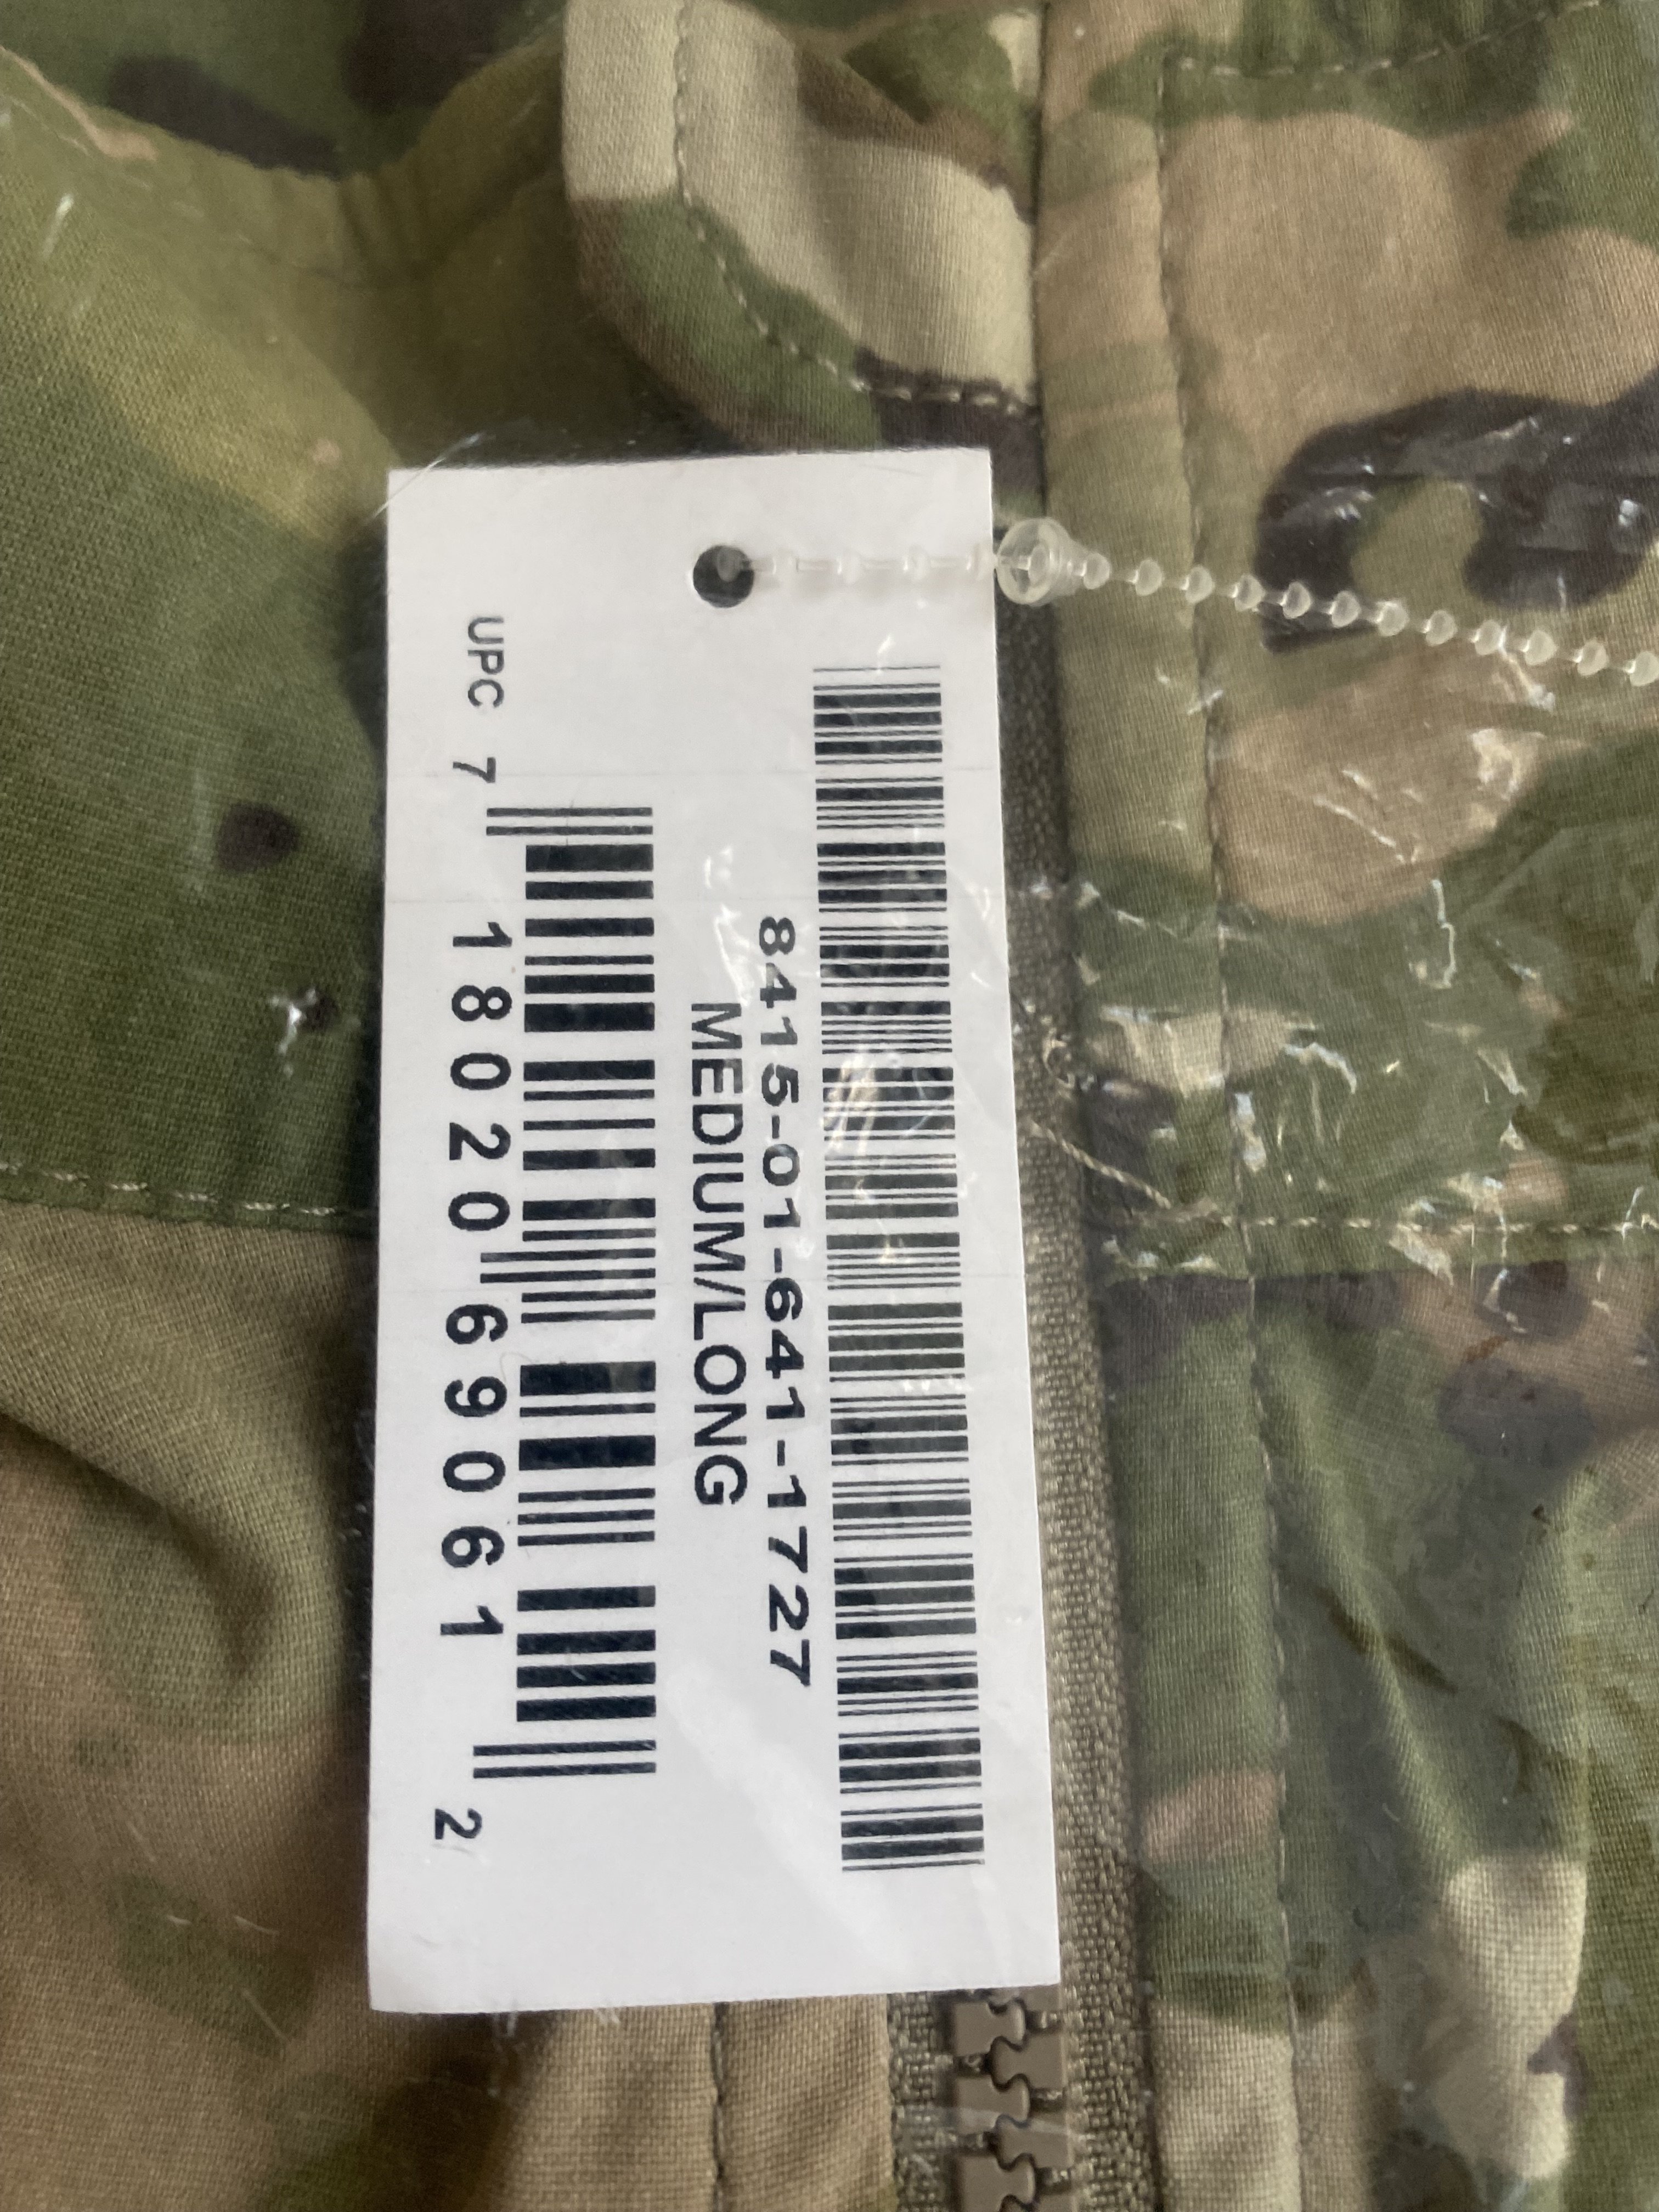 8415-01-641-1727
MEDIUM/LONG
UPC 7 18020 69061 2